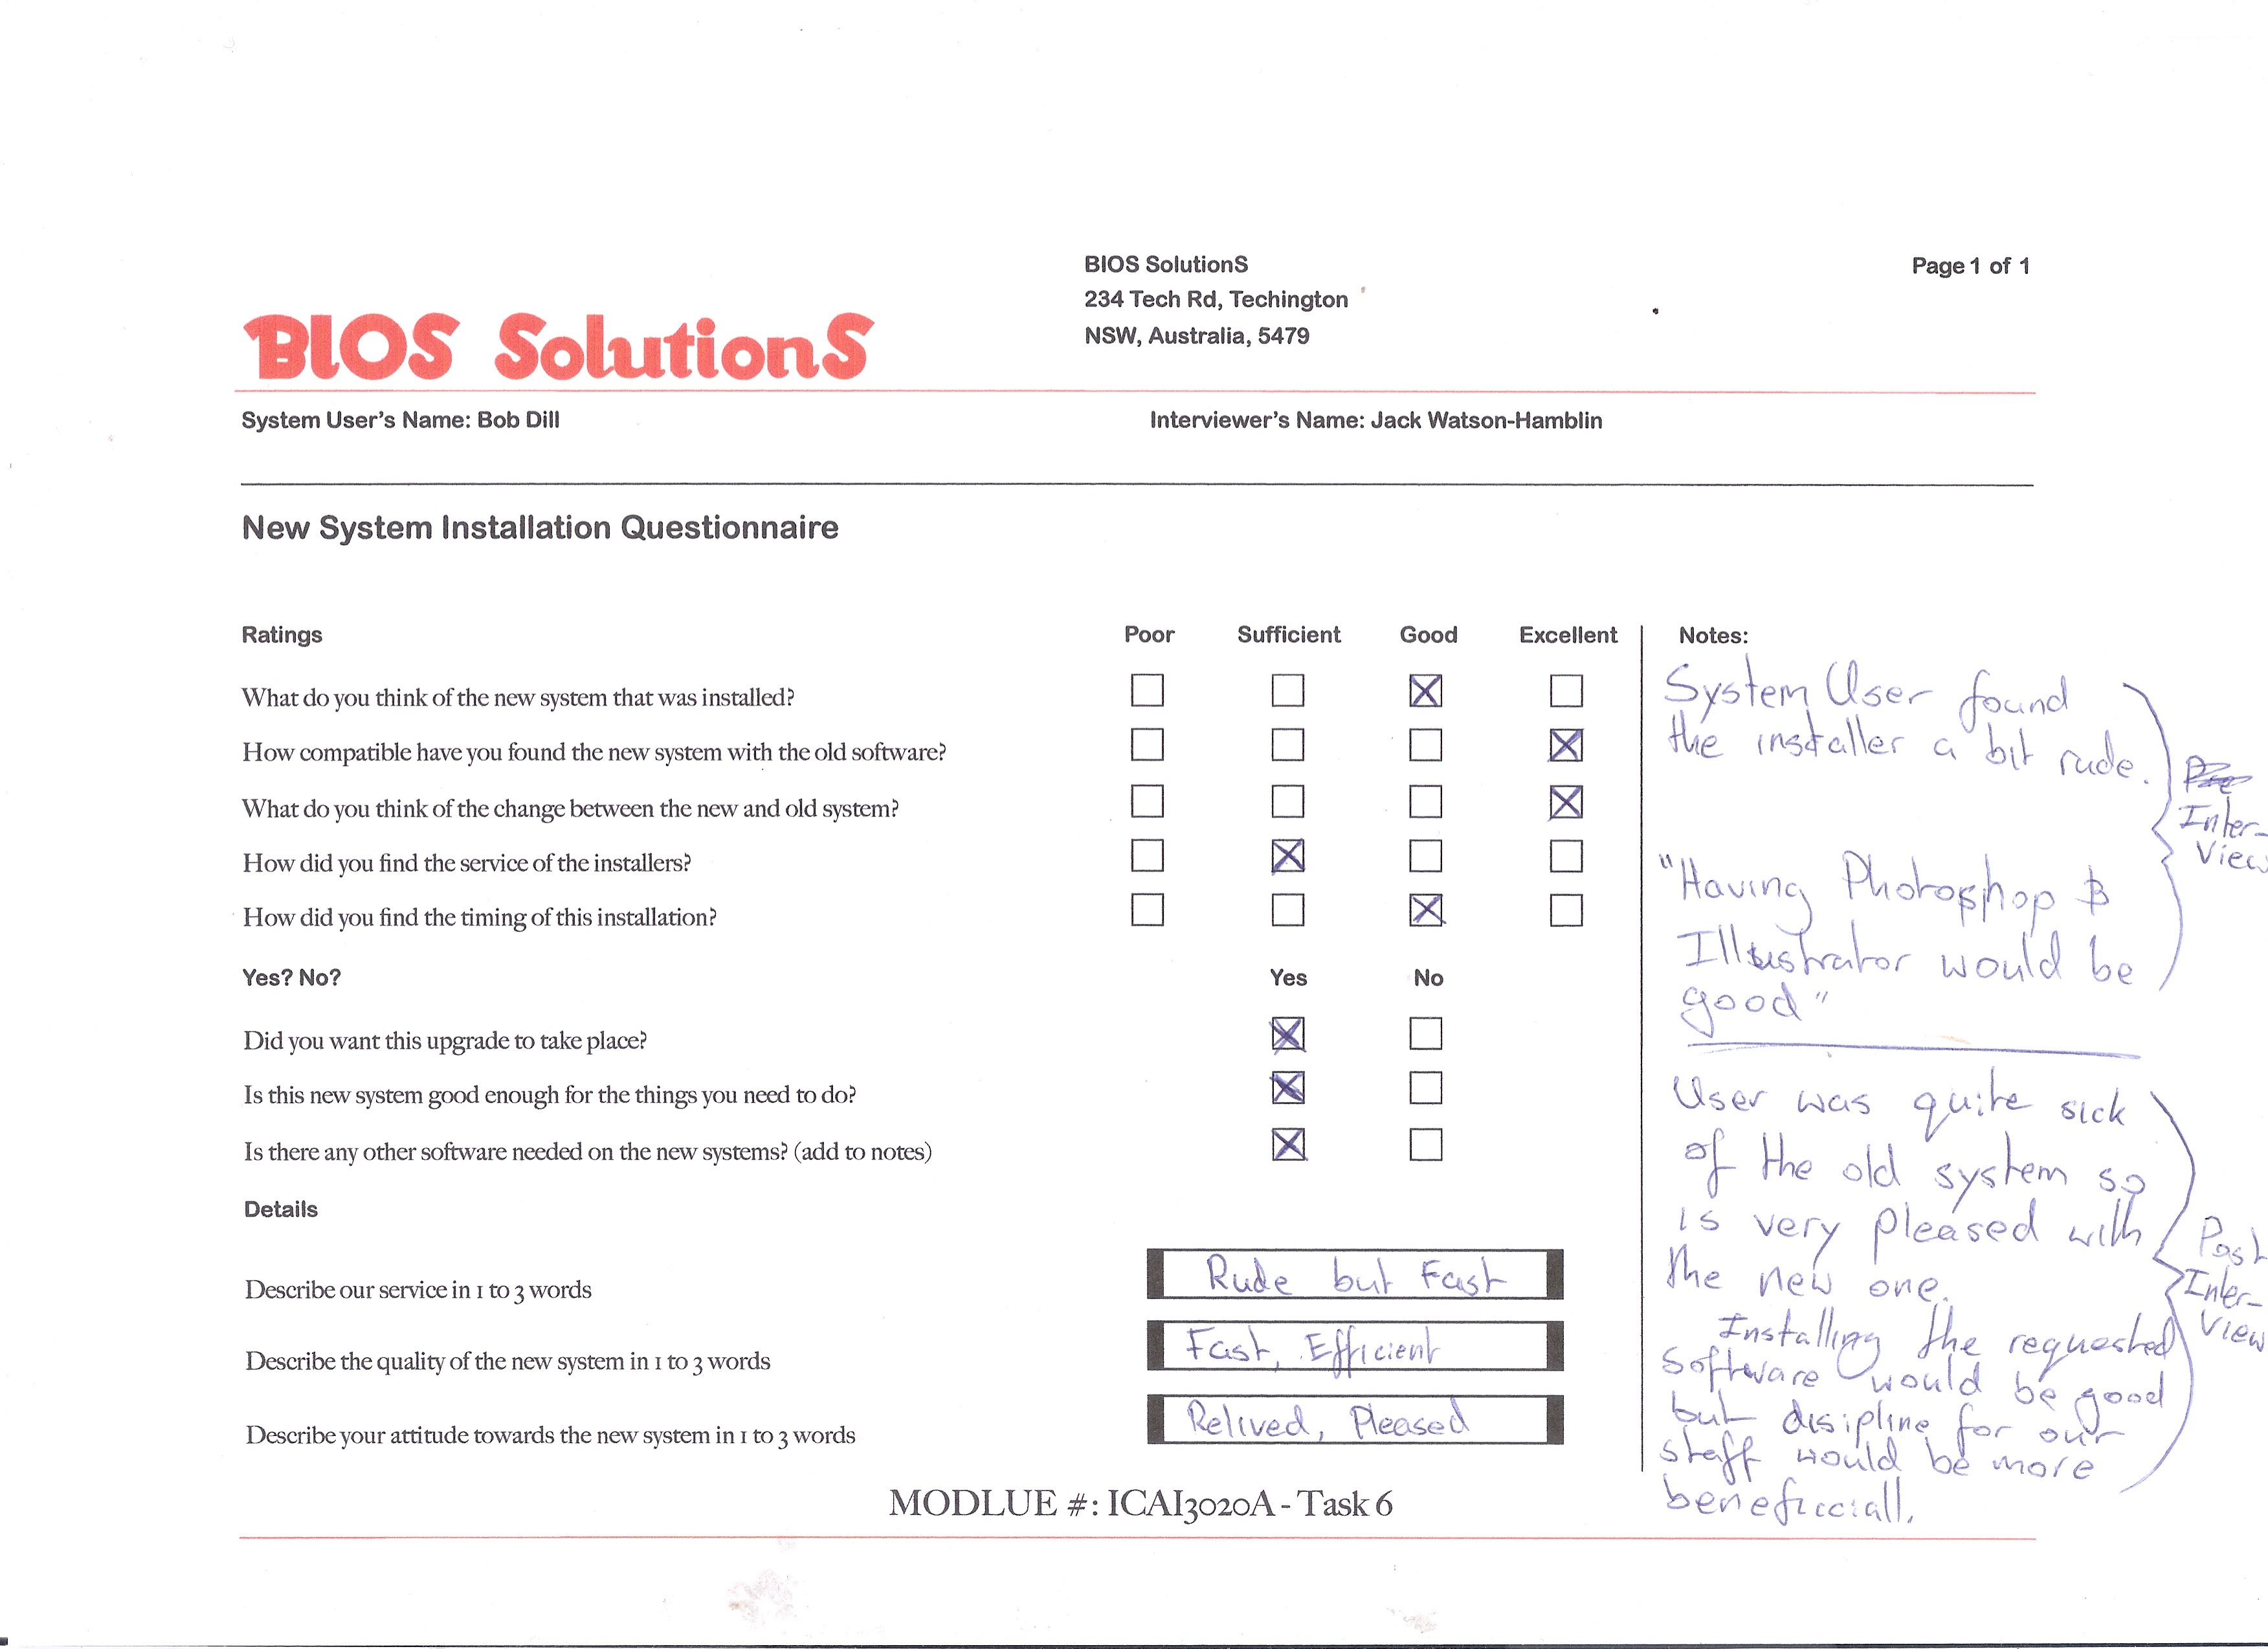 BIOS SolutionS
234 Tech Rd, Techington
NSW, Australia, 5479
Page 1 of 1
BIOS SolutionS
System User's Name: Bob Dill
Interviewer's Name: Jack Watson-Hamblin
New System Installation Questionnaire
Ratings
Poor Sufficient Good Excellent
What do you think of the new system that was installed?
How compatible have you found the new system with the old software?
What do you think of the change between the new and old system?
How did you find the service of the installers?
How did you find the timing of this installation?
Yes? No?
Yes No
Did you want this upgrade to take place?
Is this new system good enough for the things you need to do?
Is there any other software needed on the new systems? (add to notes)
Details
Describe our service in 1 to 3 words
Rude but Fast
Describe the quality of the new system in 1 to 3 words
Fast, Efficient
Describe your attitude towards the new system in 1 to 3 words
Relived, Pleased
Notes:
System User found
the installer a bit rude.
"Having Photoshop &
Illustrator would be
good"
Inter-
View
User was quite sick
of the old system so
is very pleased with
the new one.
Installing the requested
software would be good
but disipline for our
staff would be more
beneficciall.
Post
Inter-
View
MODLUE #: ICAI3020A - Task 6